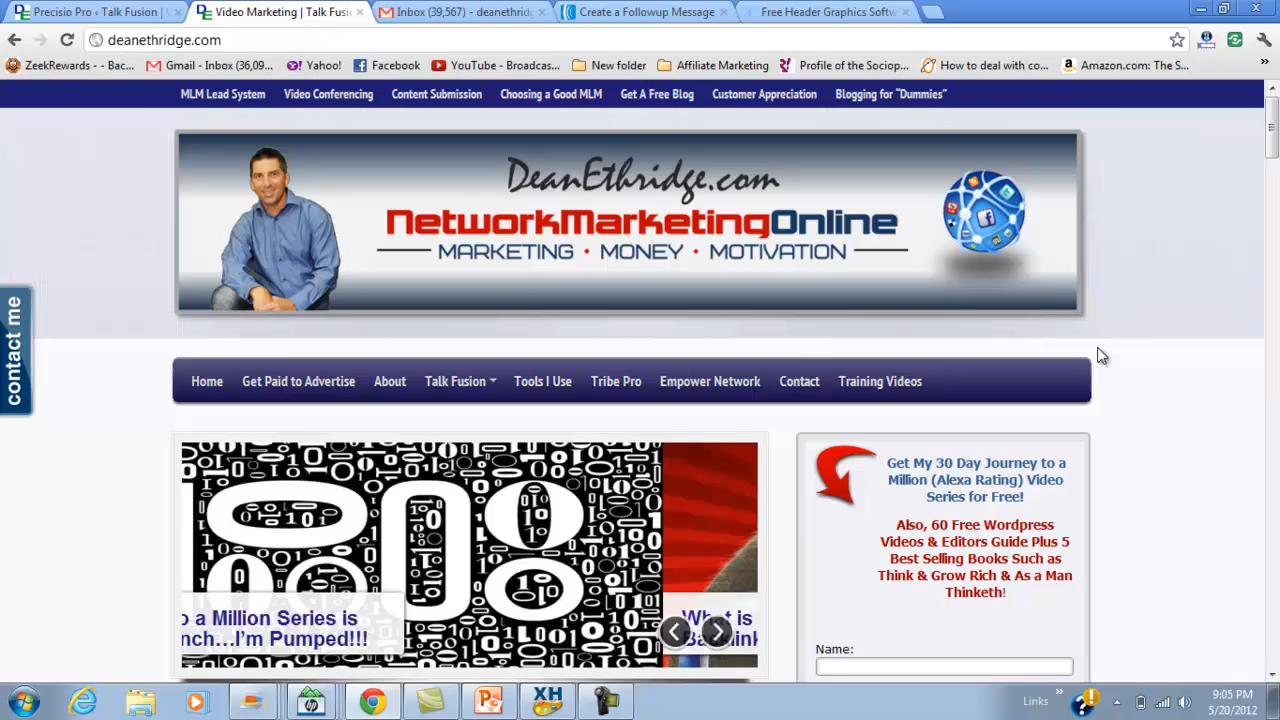 Precisio Pro • Talk Fusion |
Video Marketing | Talk Fusi
Inbox (39,567) - deanethridg
Create a Followup Message
Free Header Graphics Softw
deanethridge.com
ZeekRewards - - Bac...
Gmail - Inbox (36,09...
Yahoo!
Facebook
YouTube - Broadcas...
New folder
Affiliate Marketing
Profile of the Sociop...
How to deal with co...
Amazon.com: The S...
MLM Lead System
Video Conferencing
Content Submission
Choosing a Good MLM
Get A Free Blog
Customer Appreciation
Blogging for "Dummies"
DeanEthridge.com
NetworkMarketingOnline
MARKETING • MONEY • MOTIVATION
contact me
Home
Get Paid to Advertise
About
Talk Fusion
Tools I Use
Tribe Pro
Empower Network
Contact
Training Videos
o a Million Series is
nch...I'm Pumped!!!
What is
Backlink
Get My 30 Day Journey to a
Million (Alexa Rating) Video
Series for Free!
Also, 60 Free Wordpress
Videos & Editors Guide Plus 5
Best Selling Books Such as
Think & Grow Rich & As a Man
Thinketh!
Name:
XH
Links
9:05 PM
5/20/2012